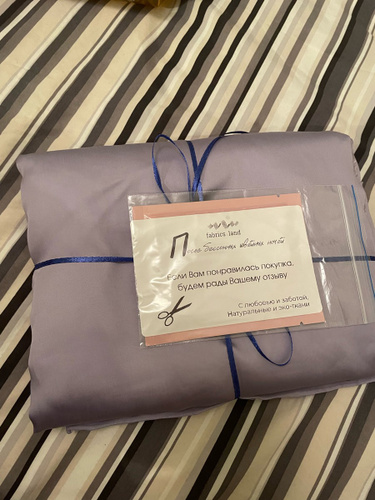 fabrics land
Если Вам понравилась покупка,
будем рады Вашему отзыву
С любовью и заботой,
Натуральные и эко-ткани